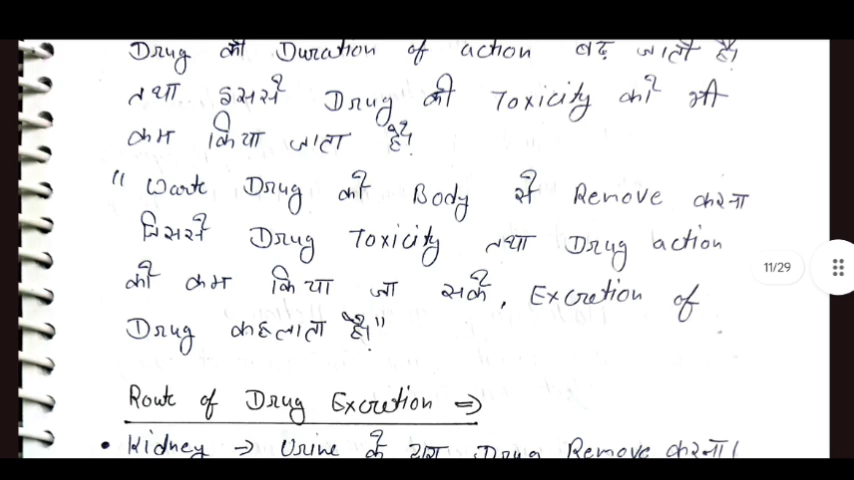 Drug की Duration of action बढ़ जाती है।
तथा इससे Drug की Toxicity को भी
कम किया जाता है।
" Wart Drug को Body से Remove करना
जिससे Drug Toxicity तथा Drug action
को कम किया जा सके, Excretion of
Drug कहलाता है।"
11/29
Route of Drug Excretion ⇒
• Kidney → Urine के द्वारा Drug Remove करना।